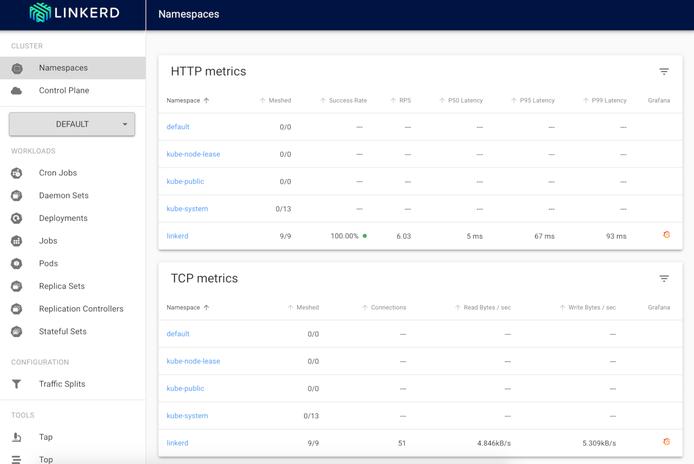 LINKERD
Namespaces
CLUSTER
Namespaces
Control Plane
DEFAULT
WORKLOADS
Cron Jobs
Daemon Sets
Deployments
Jobs
Pods
Replica Sets
Replication Controllers
Stateful Sets
CONFIGURATION
Traffic Splits
TOOLS
Tap
Top
HTTP metrics
Namespace Meshed Success Rate RPS P50 Latency P95 Latency P99 Latency Grafana
default 0/0 --- --- --- --- ---
kube-node-lease 0/0 --- --- --- --- ---
kube-public 0/0 --- --- --- --- ---
kube-system 0/13 --- --- --- --- ---
linkerd 9/9 100.00% 6.03 5 ms 67 ms 93 ms
TCP metrics
Namespace Meshed Connections Read Bytes / sec Write Bytes / sec Grafana
default 0/0 --- --- ---
kube-node-lease 0/0 --- --- ---
kube-public 0/0 --- --- ---
kube-system 0/13 --- --- ---
linkerd 9/9 51 4.846kB/s 5.309kB/s